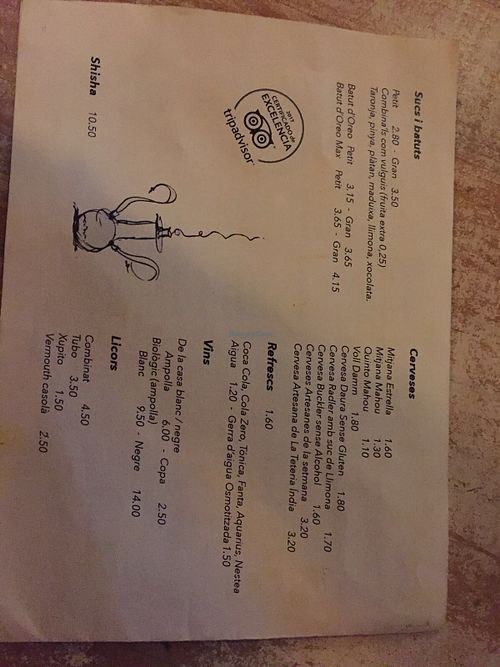 Sucs i batuts
Petit 2.80 - Gran 3.50
Combina'ls com vulguis (fruita extra 0,25)
Taronja, pinya, plàtan, maduixa, llimona, xocolata.
Batut d'Oreo Petit 3.15 - Gran 3.65
Batut d'Oreo Max Petit 3.65 - Gran 4.15
2017
CERTIFICADO de
EXCELENCIA
tripadvisor
Shisha 10.50
Cerveses
Mitjana Estrella 1.60
Mitjana Mahou 1.30
Quinto Mahou 1.10
Voll Damm 1,80
Cervesa Daura Sense Gluten 1.80
Cervesa Radler amb suc de Llimona 1.70
Cervesa Buckler sense Alcohol 1.60
Cerveses Artesanes de la setmana 3.20
Cervesa Artesana de La Teteria India 3.20
Refrescs 1.60
Coca Cola, Cola Zero, Tònica, Fanta, Aquarius, Nestea
Aigua 1.20 - Gerra d'aigua Osmotitzada 1.50
Vins
De la casa blanc / negre
Ampolla 6.00 - Copa 2.50
Biològic (ampolla)
Blanc 9.50 - Negre 14.00
Licors
Combinat 4.50
Tubo 3.50
Xupito 1.50
Vermouth casolà 2.50